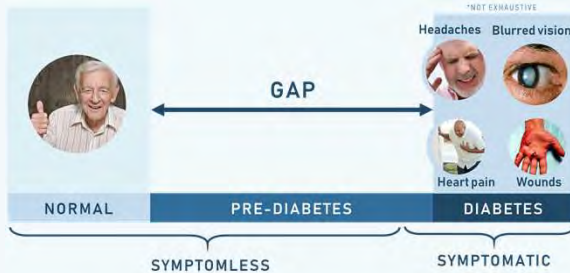 *NOT EXHAUSTIVE
Headaches Blurred vision
GAP
Heart pain Wounds
NORMAL PRE-DIABETES DIABETES
SYMPTOMLESS SYMPTOMATIC